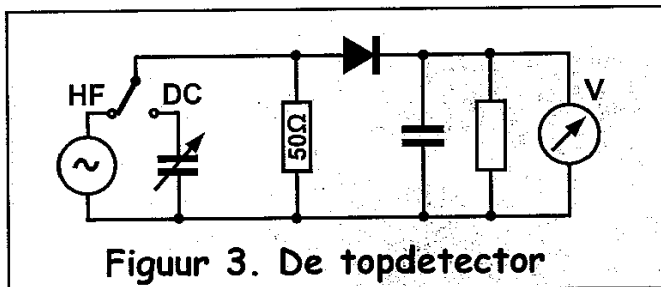 HF DC
50Ω
V
~
Figuur 3. De topdetector